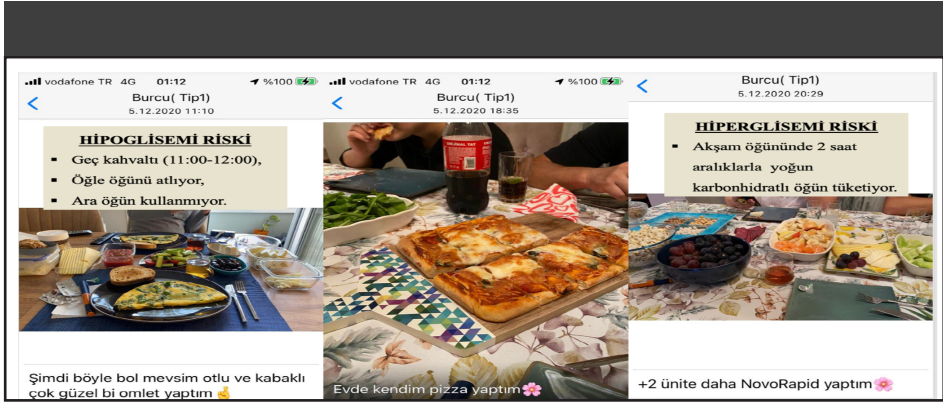 vodafone TR 4G 01:12 %100
Burcu( Tip1)
5.12.2020 11:10
HİPOGLİSEMİ RİSKİ
▪ Geç kahvaltı (11:00-12:00),
▪ Öğle öğünü atlıyor,
▪ Ara öğün kullanmıyor.
Şimdi böyle bol mevsim otlu ve kabaklı
çok güzel bi omlet yaptım🤞
vodafone TR 4G 01:12 %100
Burcu( Tip1)
5.12.2020 18:35
ORİJİNAL TAT
Evde kendim pizza yaptım🌸
Burcu( Tip1)
5.12.2020 20:29
HİPERGLİSEMİ RİSKİ
▪ Akşam öğününde 2 saat
aralıklarla yoğun
karbonhidratlı öğün tüketiyor.
+2 ünite daha NovoRapid yaptım🌸